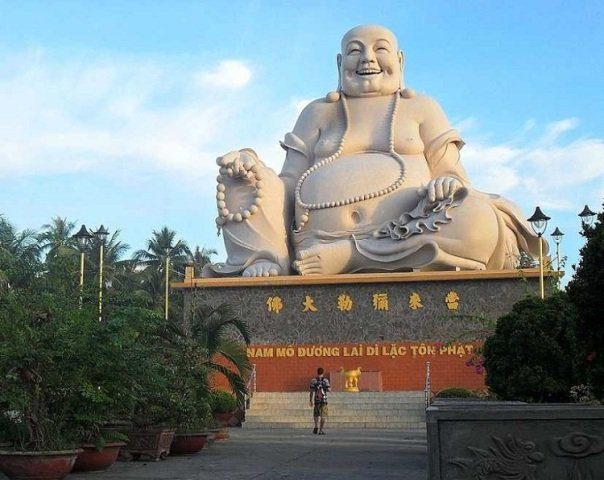 佛大勒彌來當
NAM MÔ ĐƯƠNG LAI DI LẶC TÔN PHẬT